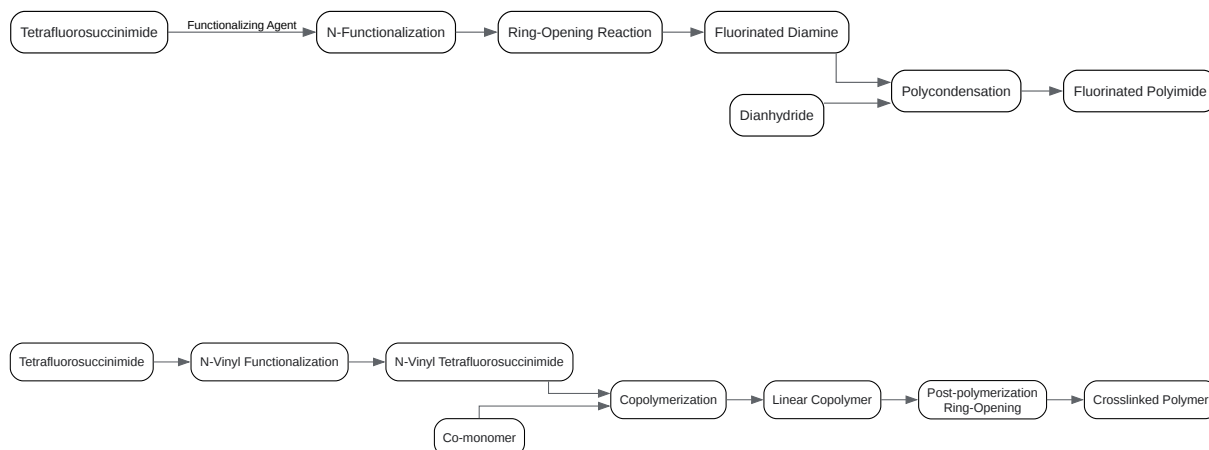 Tetrafluorosuccinimide
Functionalizing Agent
N-Functionalization
Ring-Opening Reaction
Fluorinated Diamine
Dianhydride
Polycondensation
Fluorinated Polyimide
Tetrafluorosuccinimide
N-Vinyl Functionalization
N-Vinyl Tetrafluorosuccinimide
Co-monomer
Copolymerization
Linear Copolymer
Post-polymerization
Ring-Opening
Crosslinked Polymer